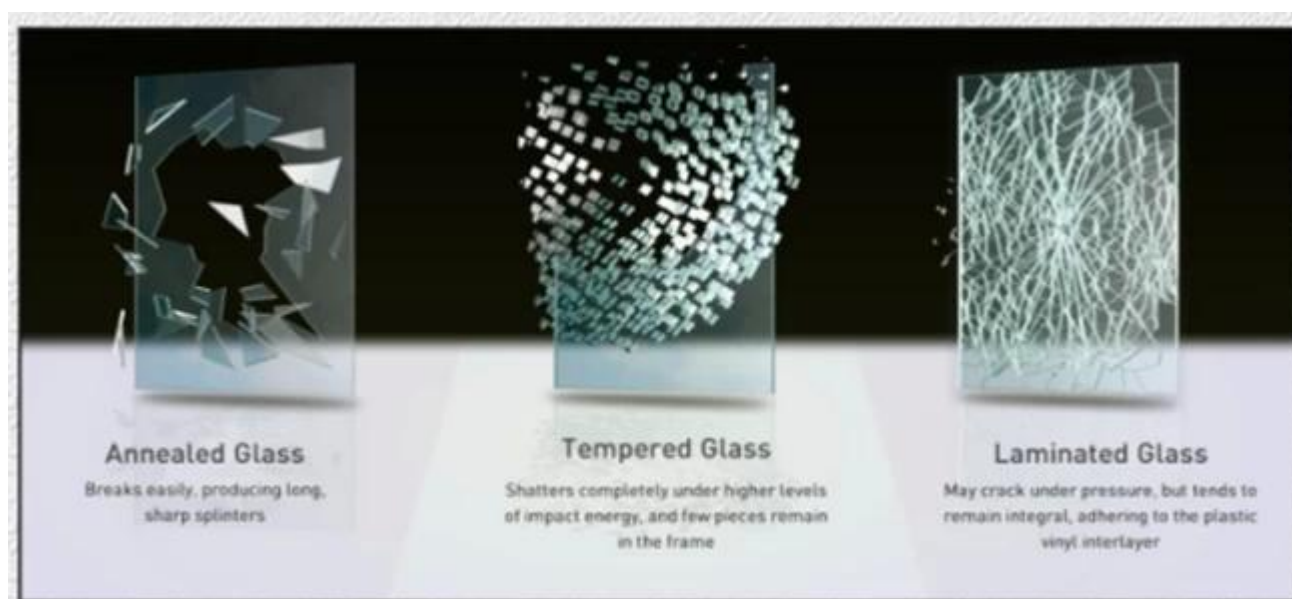 Annealed Glass
Breaks easily, producing long,
sharp splinters
Tempered Glass
Shatters completely under higher levels
of impact energy, and few pieces remain
in the frame
Laminated Glass
May crack under pressure, but tends to
remain integral, adhering to the plastic
vinyl interlayer